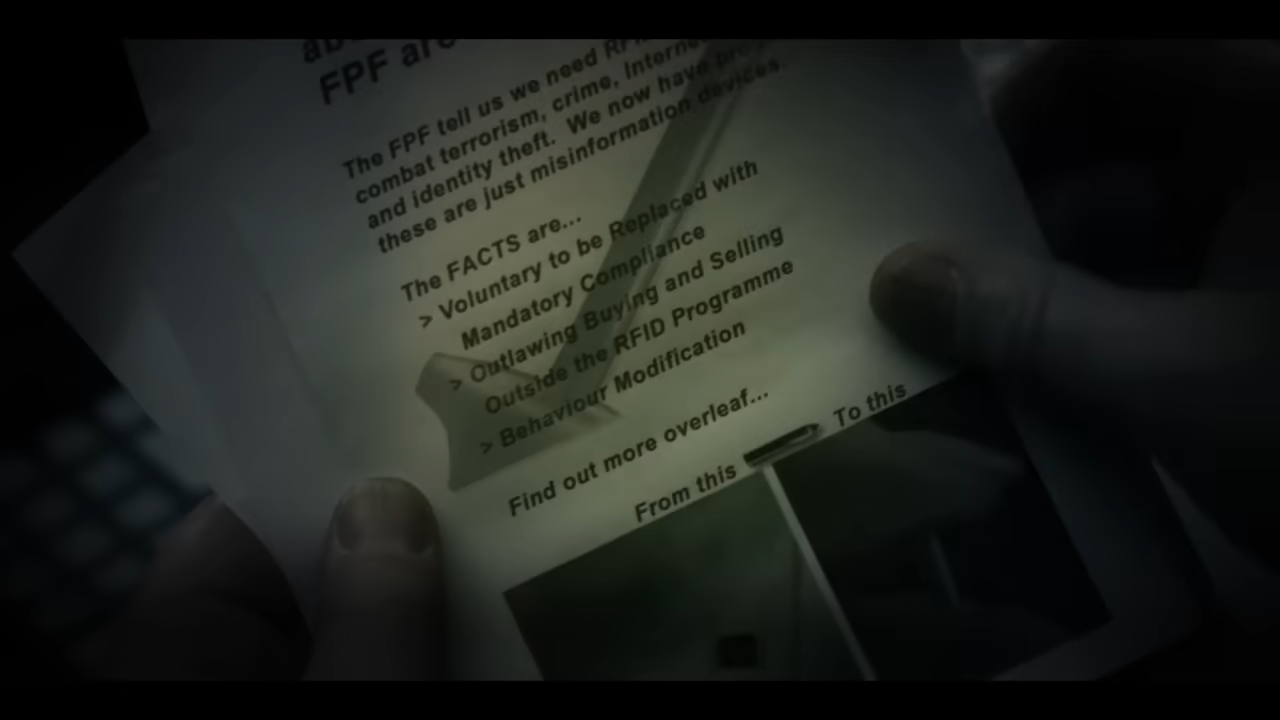 FPF are
The FPF tell us we need
combat terrorism, crime,
and identity theft. We now have
these are just misinformation devices.
The FACTS are...
> Voluntary to be Replaced with
Mandatory Compliance
> Outlawing Buying and Selling
Outside the RFID Programme
> Behaviour Modification
Find out more overleaf...
From this To this